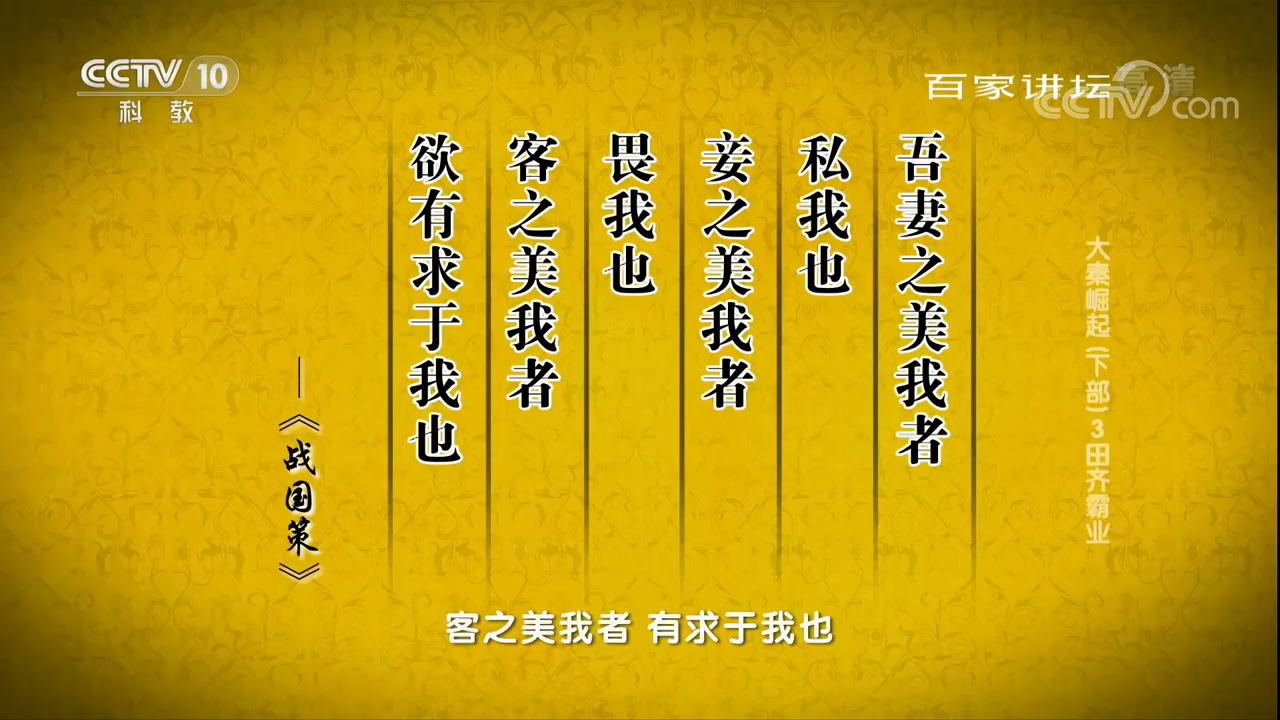 CCTV 10
科教
百家讲坛
高清
CCTV.com
吾妻之美我者
私我也
妾之美我者
畏我也
客之美我者
欲有求于我也
——《战国策》
大秦崛起(下部)3田齐霸业
客之美我者 有求于我也